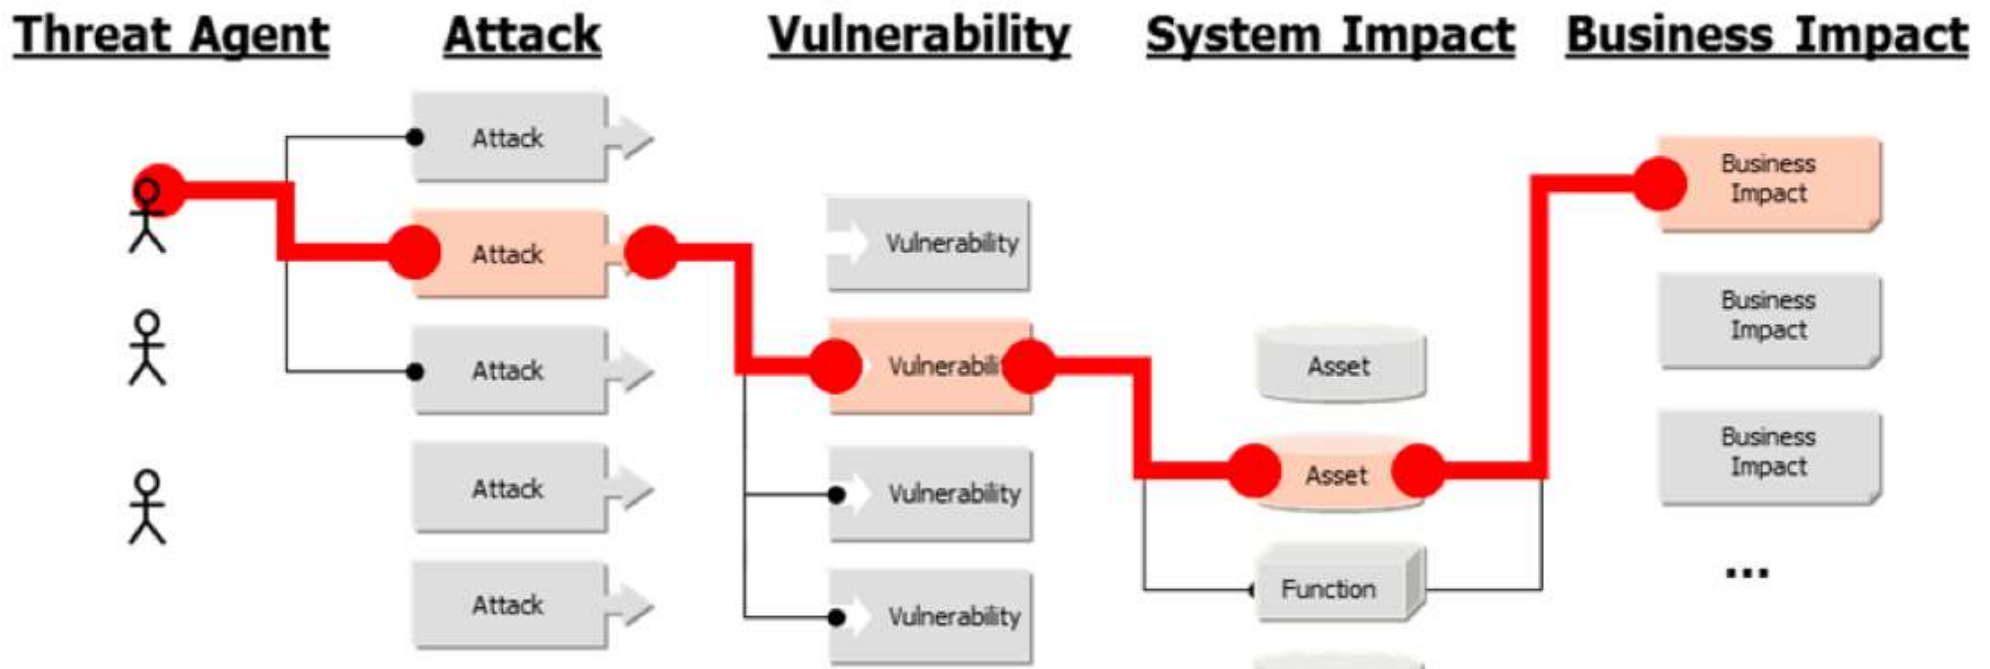 Threat Agent
Attack
Vulnerability
System Impact
Business Impact
Attack
Attack
Attack
Attack
Attack
Vulnerability
Vulnerabili
Vulnerability
Vulnerability
Asset
Asset
Function
Business
Impact
Business
Impact
Business
Impact
...